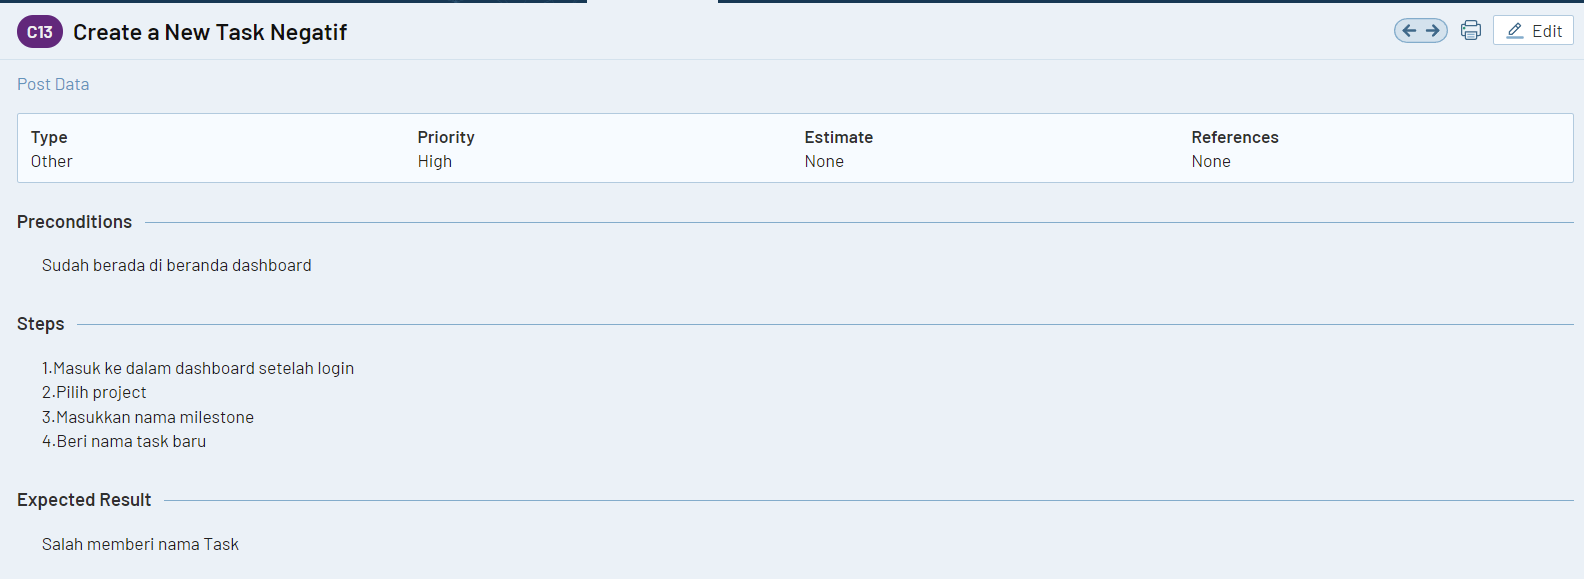 C13 Create a New Task Negatif
Edit
Post Data
Type Priority Estimate References
Other High None None
Preconditions
Sudah berada di beranda dashboard
Steps
1.Masuk ke dalam dashboard setelah login
2.Pilih project
3.Masukkan nama milestone
4.Beri nama task baru
Expected Result
Salah memberi nama Task